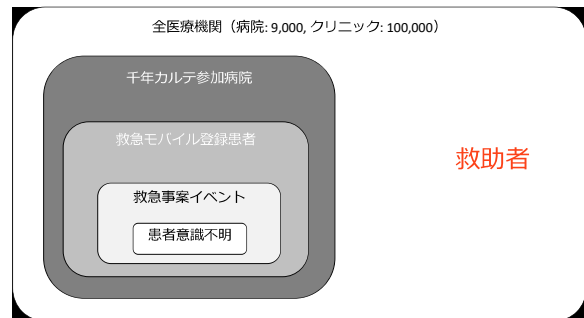 全医療機関（病院: 9,000, クリニック: 100,000）
千年カルテ参加病院
救急モバイル登録患者
救助者
救急事案イベント
患者意識不明